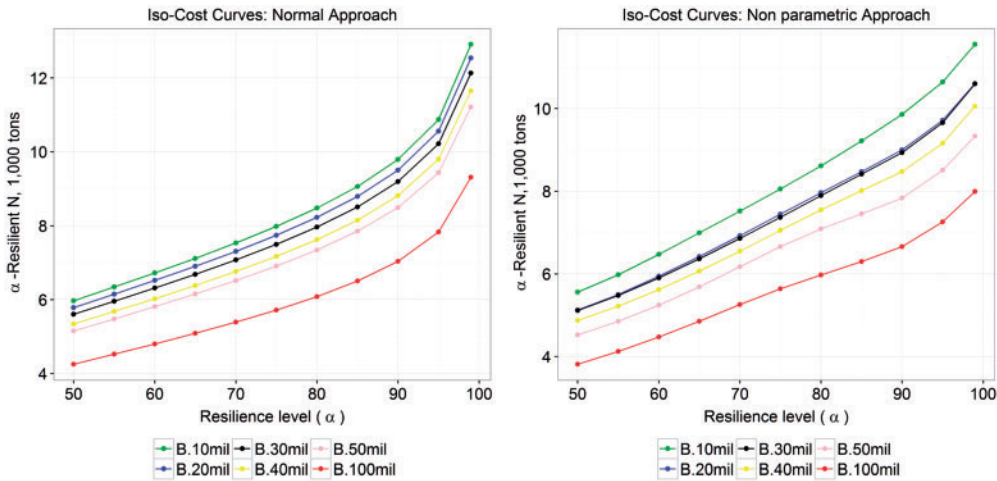 Iso-Cost Curves: Normal Approach
α -Resilient N, 1,000 tons
12
10
8
6
4
50 60 70 80 90 100
Resilience level ( α )
B.10mil B.30mil B.50mil
B.20mil B.40mil B.100mil
Iso-Cost Curves: Non parametric Approach
α -Resilient N,1,000 tons
10
8
6
4
50 60 70 80 90 100
Resilience level ( α )
B.10mil B.30mil B.50mil
B.20mil B.40mil B.100mil